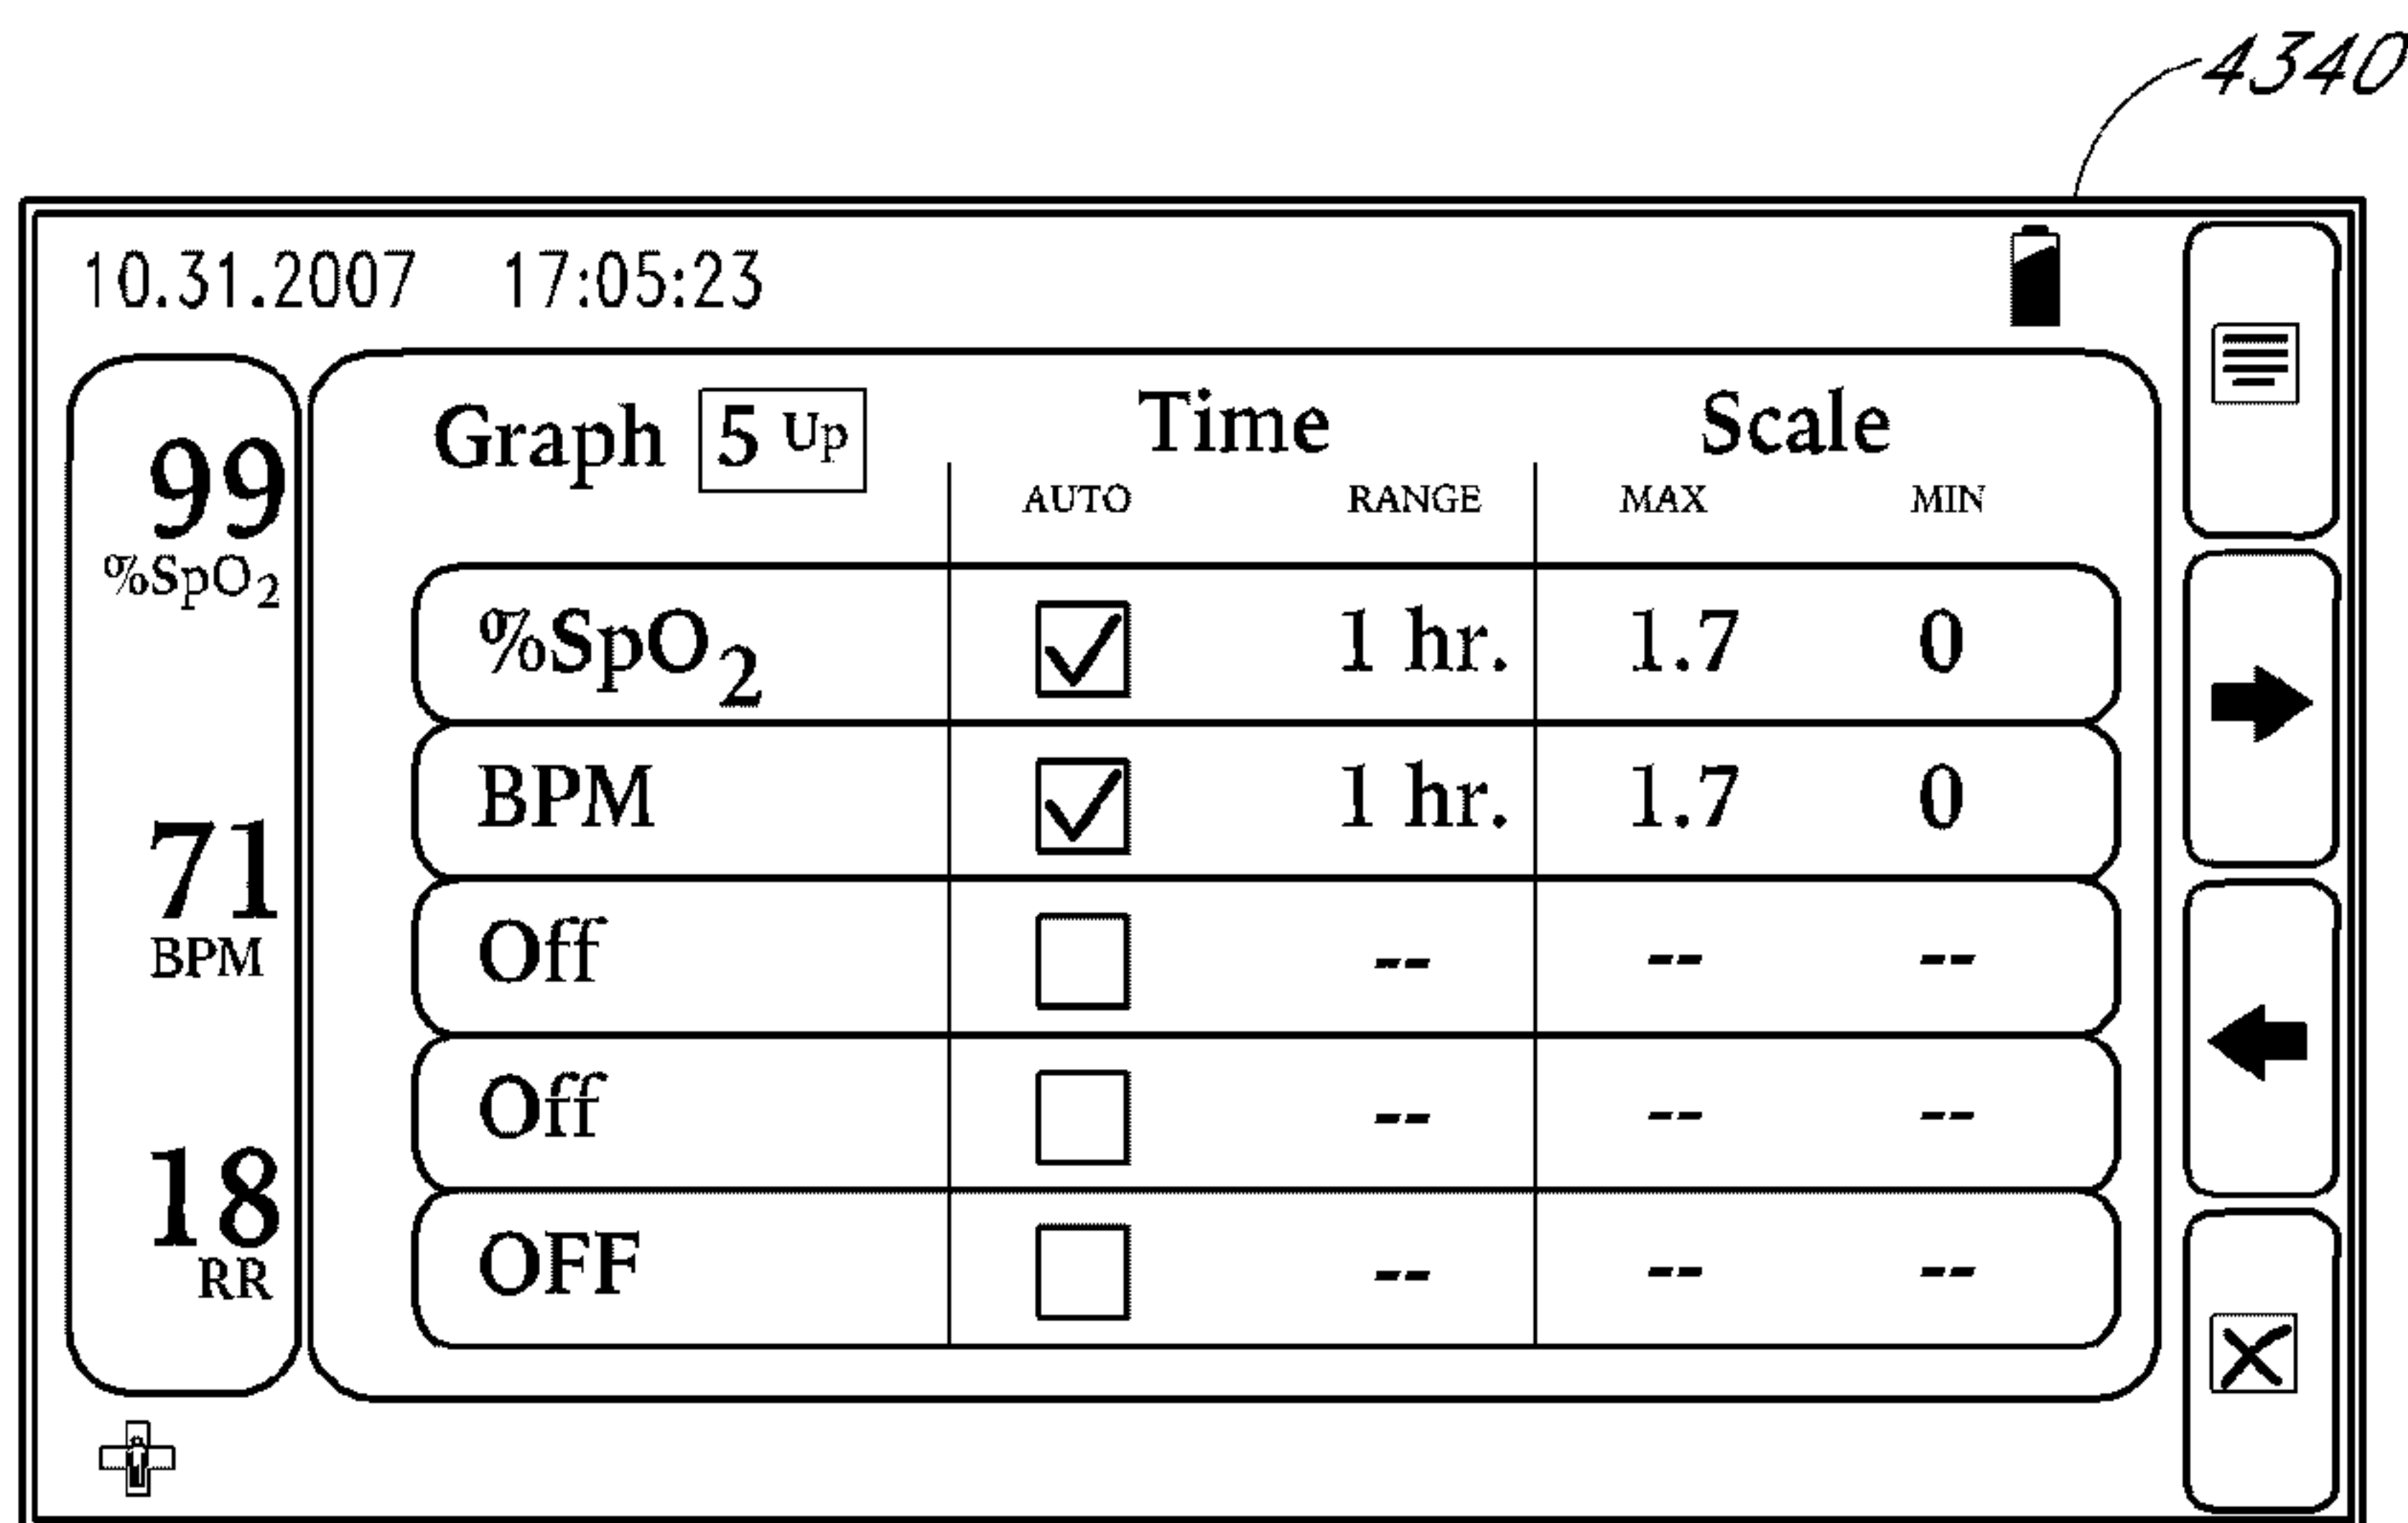 4340
10.31.2007 17:05:23
99
%SpO₂
71
BPM
18
RR
Graph 5 Up Time Scale
AUTO RANGE MAX MIN
%SpO₂ 1 hr. 1.7 0
BPM 1 hr. 1.7 0
Off -- -- --
Off -- -- --
OFF -- -- --